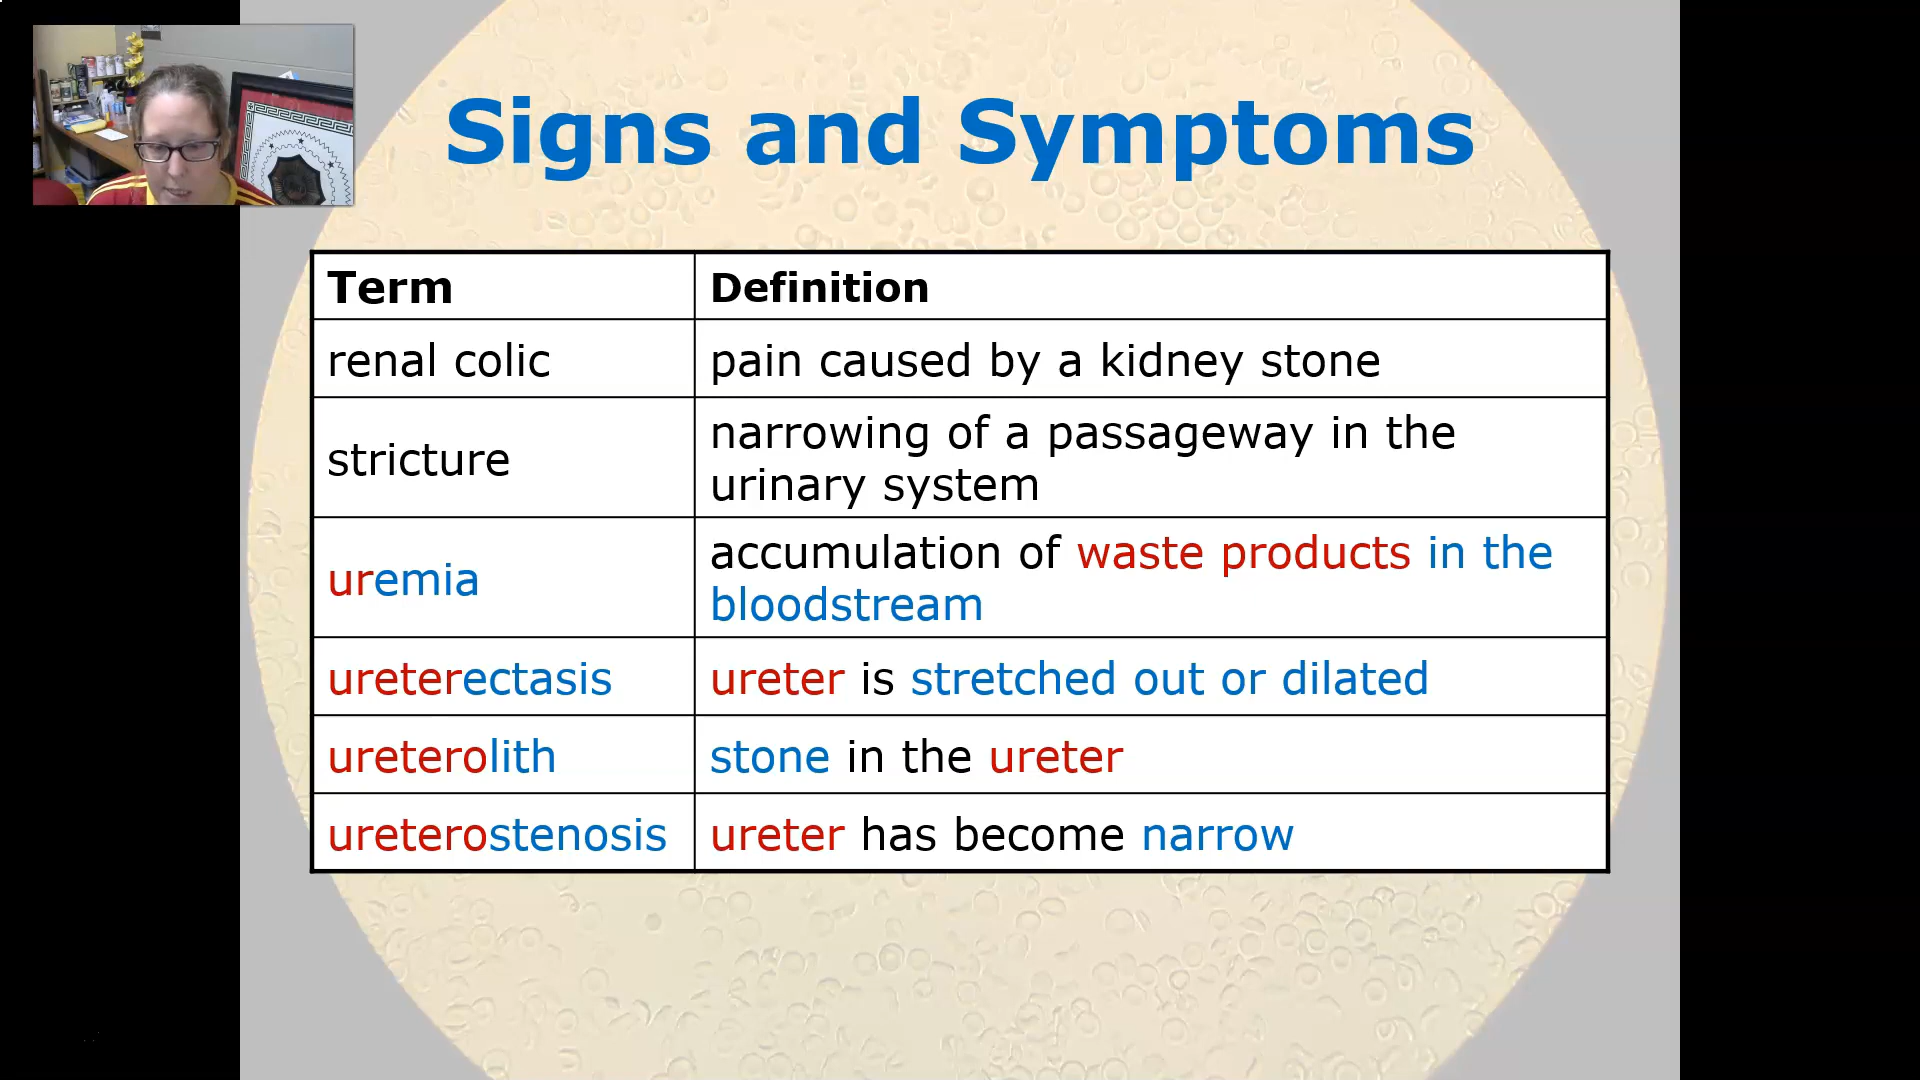 Signs and Symptoms
Term Definition
renal colic pain caused by a kidney stone
stricture narrowing of a passageway in the
urinary system
uremia accumulation of waste products in the
bloodstream
ureterectasis ureter is stretched out or dilated
ureterolith stone in the ureter
ureterostenosis ureter has become narrow